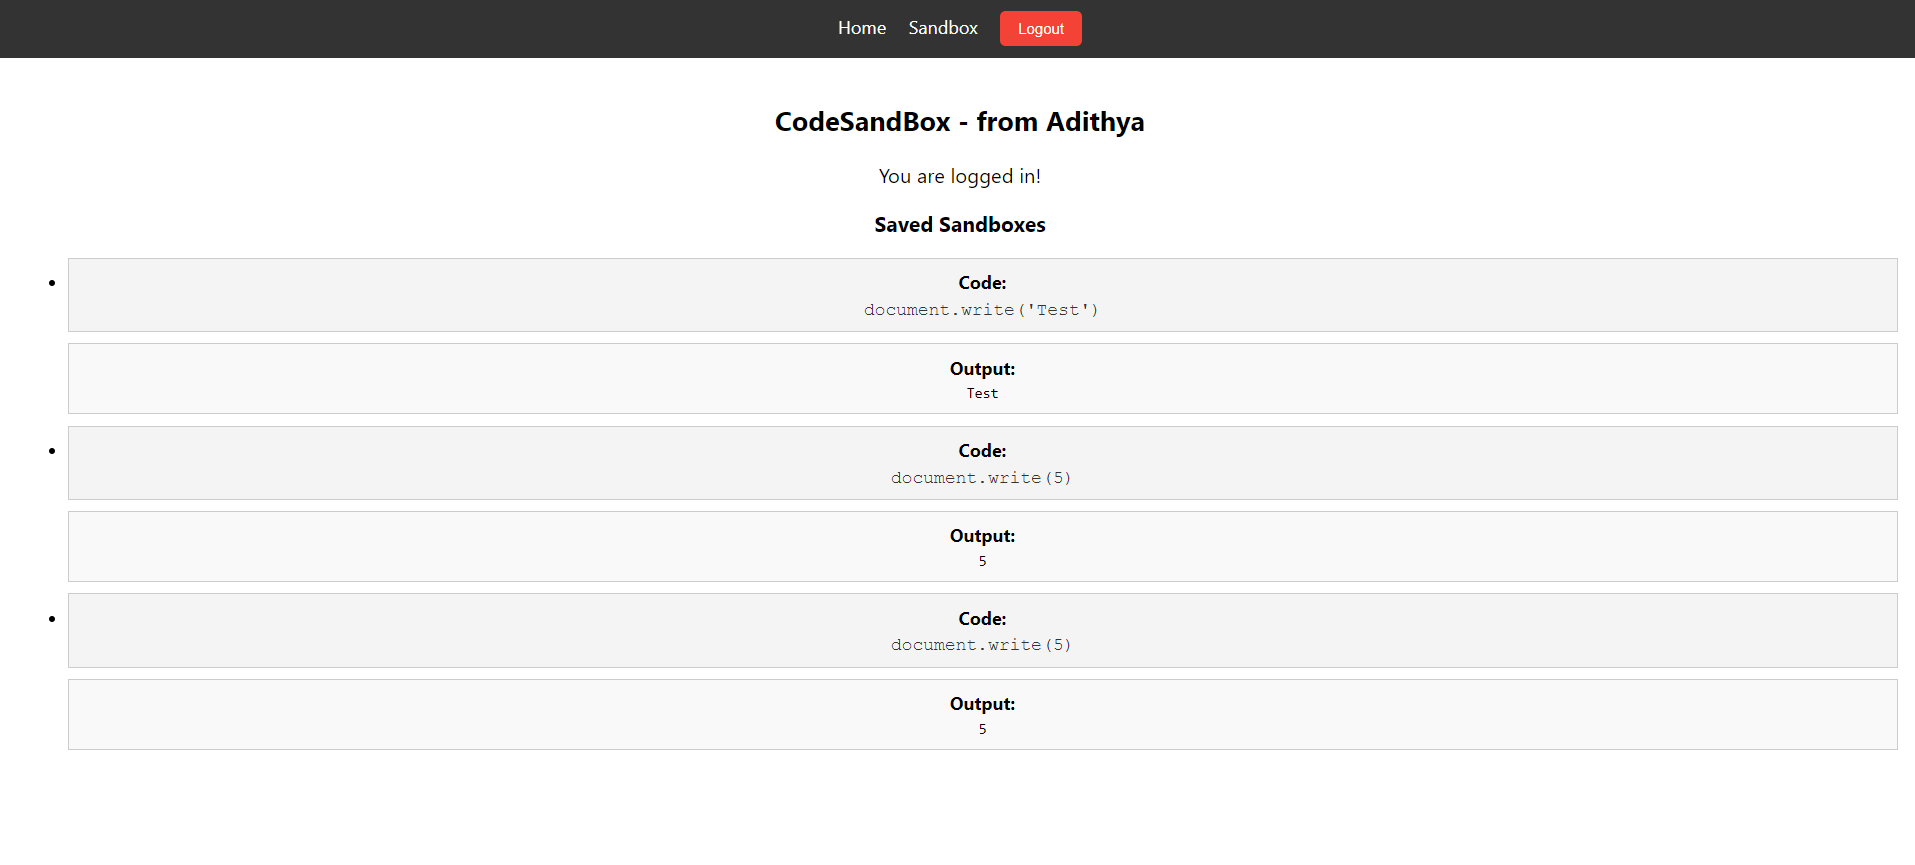 Home Sandbox Logout
CodeSandBox - from Adithya
You are logged in!
Saved Sandboxes
Code:
document.write('Test')
Output:
Test
Code:
document.write(5)
Output:
5
Code:
document.write(5)
Output:
5